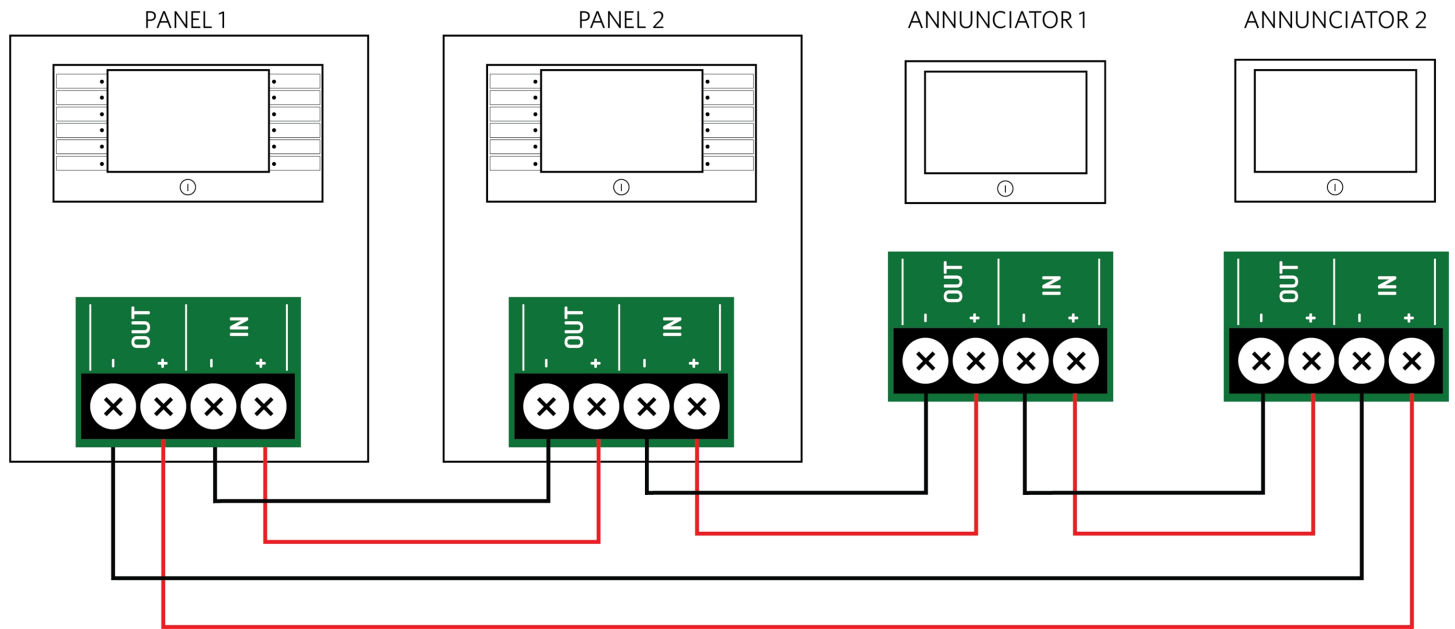 PANEL 1
PANEL 2
ANNUNCIATOR 1
ANNUNCIATOR 2
OUT
IN
- + - +
OUT
IN
- + - +
OUT
IN
- + - +
OUT
IN
- + - +